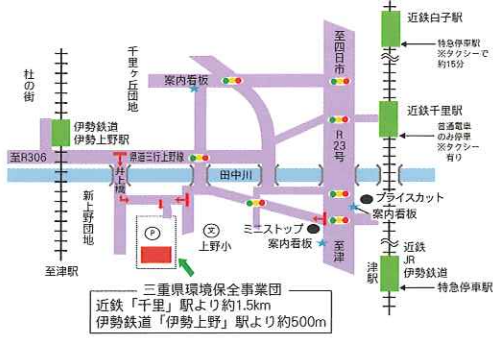 近鉄白子駅
特急停車駅
※タクシーで
約15分
至四日市
千里ヶ丘団地
案内看板
杜の街
近鉄千里駅
普通電車
のみ停車
※タクシー
有り
R23号
伊勢鉄道
伊勢上野駅
至R306
県道三行上野線
井上橋
田中川
新上野団地
P
文
上野小
ミニストップ
案内看板
プライスカット
案内看板
至津
至津駅
近鉄
JR
伊勢鉄道
津駅
特急停車駅
三重県環境保全事業団
近鉄「千里」駅より約1.5km
伊勢鉄道「伊勢上野」駅より約500m